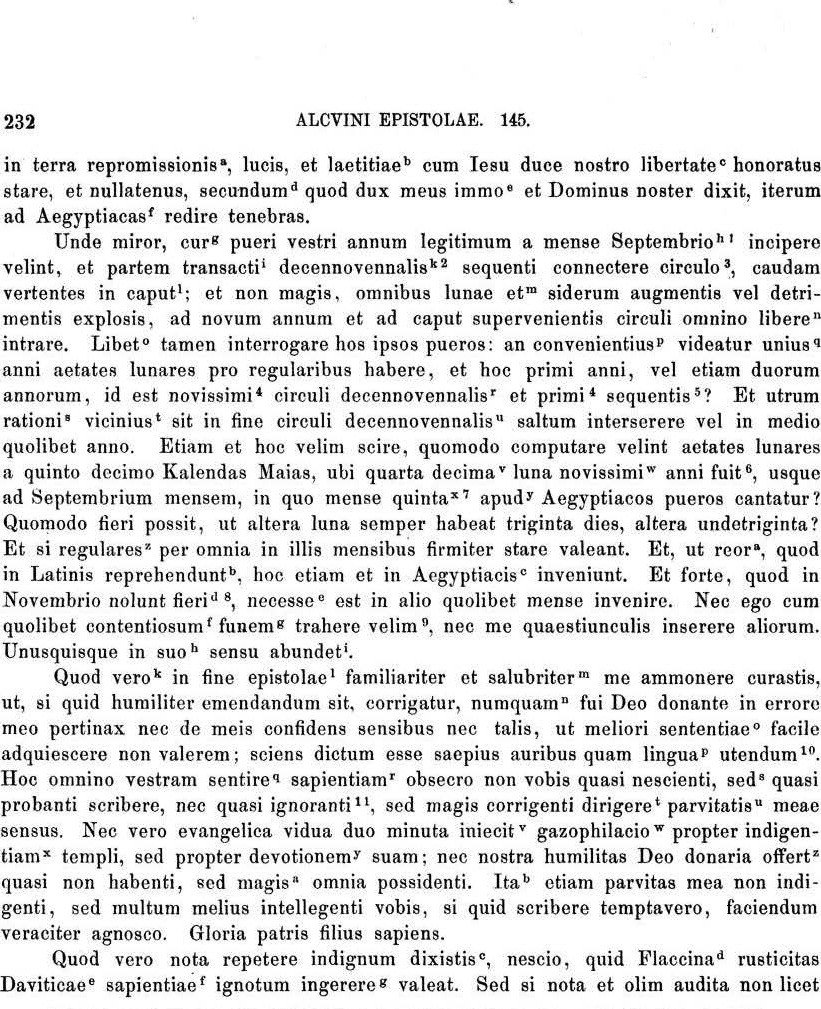 232 ALCVINI EPISTOLAE. 145.
in terra repromissionis ᵃ, lucis, et laetitiae ᵇ cum Iesu duce nostro libertate ᶜ honoratus
stare, et nullatenus, secundum ᵈ quod dux meus immo ᵉ et Dominus noster dixit, iterum
ad Aegyptiacas ᶠ redire tenebras.
Unde miror, cur ᵍ pueri vestri annum legitimum a mense Septembrio ʰ ¹ incipere
velint, et partem transacti ⁱ decennovennalis ᵏ ² sequenti connectere circulo ³, caudam
vertentes in caput ˡ; et non magis, omnibus lunae et ᵐ siderum augmentis vel detri-
mentis explosis, ad novum annum et ad caput supervenientis circuli omnino libere ⁿ
intrare. Libet ᵒ tamen interrogare hos ipsos pueros: an convenientius ᵖ videatur unius ᑫ
anni aetates lunares pro regularibus habere, et hoc primi anni, vel etiam duorum
annorum, id est novissimi ⁴ circuli decennovennalis ʳ et primi ⁴ sequentis ⁵? Et utrum
rationi ˢ vicinius ᵗ sit in fine circuli decennovennalis ᵘ saltum interserere vel in medio
quolibet anno. Etiam et hoc velim scire, quomodo computare velint aetates lunares
a quinto decimo Kalendas Maias, ubi quarta decima ᵛ luna novissimi ʷ anni fuit ⁶, usque
ad Septembrium mensem, in quo mense quinta ˣ ⁷ apud ʸ Aegyptiacos pueros cantatur?
Quomodo fieri possit, ut altera luna semper habeat triginta dies, altera undetriginta?
Et si regulares ᶻ per omnia in illis mensibus firmiter stare valeant. Et, ut reor ᵃ, quod
in Latinis reprehendunt ᵇ, hoc etiam et in Aegyptiacis ᶜ inveniunt. Et forte, quod in
Novembrio nolunt fieri ᵈ ⁸, necesse ᵉ est in alio quolibet mense invenire. Nec ego cum
quolibet contentiosum ᶠ funem ᵍ trahere velim ⁹, nec me quaestiunculis inserere aliorum.
Unusquisque in suo ʰ sensu abundet ⁱ.
Quod vero ᵏ in fine epistolae ˡ familiariter et salubriter ᵐ me ammonere curastis,
ut, si quid humiliter emendandum sit, corrigatur, numquam ⁿ fui Deo donante in errore
meo pertinax nec de meis confidens sensibus nec talis, ut meliori sententiae ᵒ facile
adquiescere non valerem; sciens dictum esse saepius auribus quam lingua ᵖ utendum ¹⁰.
Hoc omnino vestram sentire ᑫ sapientiam ʳ obsecro non vobis quasi nescienti, sed ˢ quasi
probanti scribere, nec quasi ignoranti ¹¹, sed magis corrigenti dirigere ᵗ parvitatis ᵘ meae
sensus. Nec vero evangelica vidua duo minuta iniecit ᵛ gazophilacio ʷ propter indigen-
tiam ˣ templi, sed propter devotionem ʸ suam; nec nostra humilitas Deo donaria offert ᶻ
quasi non habenti, sed magis ᵃ omnia possidenti. Ita ᵇ etiam parvitas mea non indi-
genti, sed multum melius intellegenti vobis, si quid scribere temptavero, faciendum
veraciter agnosco. Gloria patris filius sapiens.
Quod vero nota repetere indignum dixistis ᶜ, nescio, quid Flaccina ᵈ rusticitas
Daviticae ᵉ sapientiae ᶠ ignotum ingerere ᵍ valeat. Sed si nota et olim audita non licet